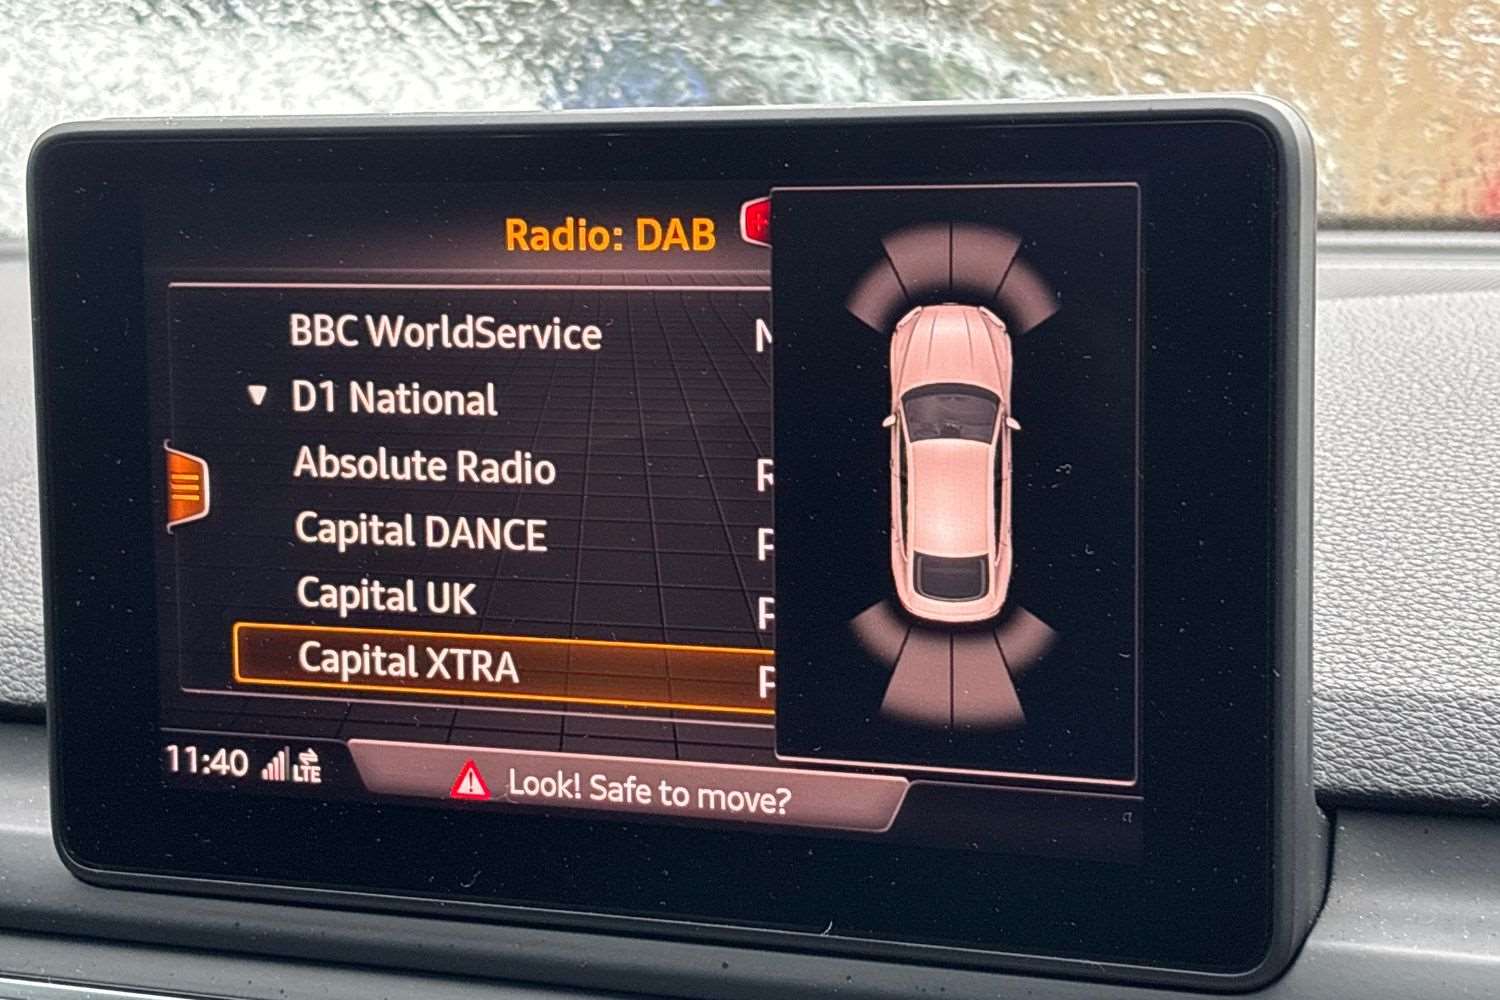 Radio: DAB
BBC WorldService
D1 National
Absolute Radio
Capital DANCE
Capital UK
Capital XTRA
11:40 LTE
Look! Safe to move?